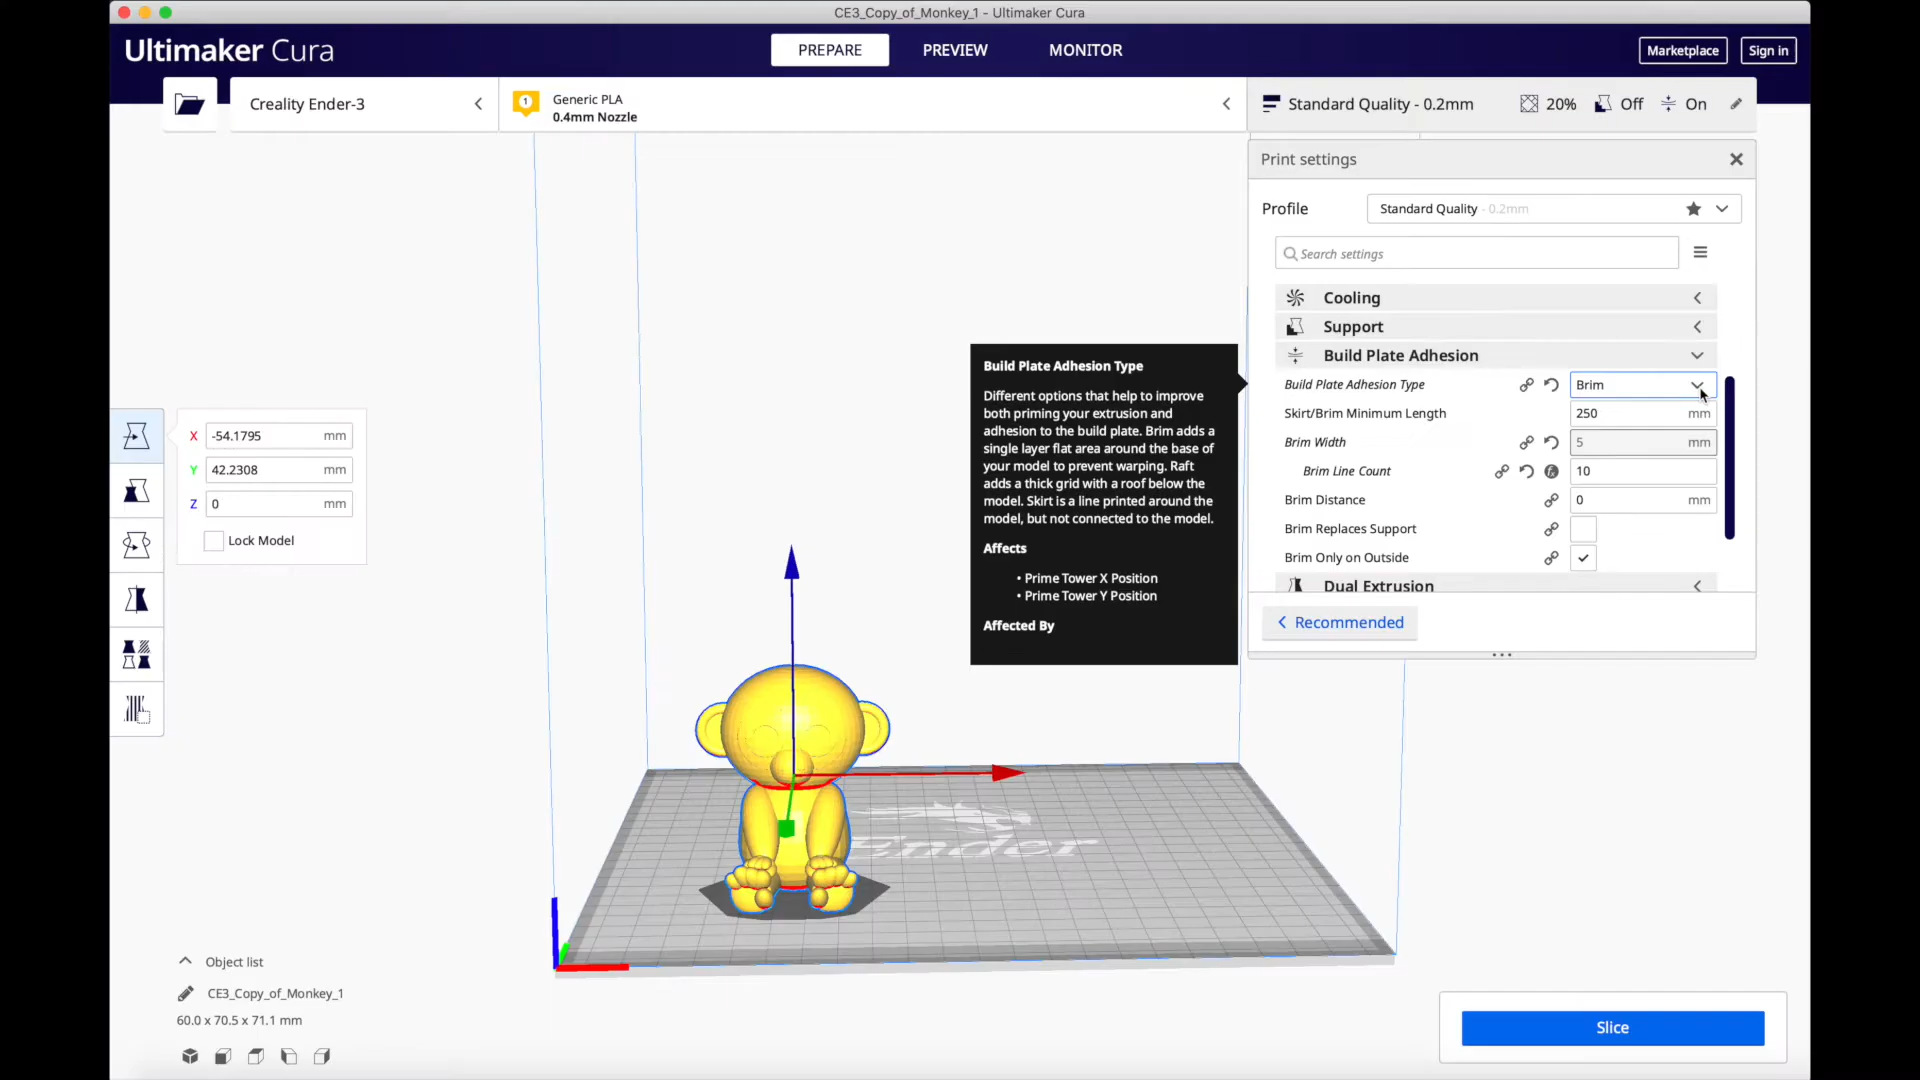 CE3_Copy_of_Monkey_1 - Ultimaker Cura
Ultimaker Cura
PREPARE
PREVIEW
MONITOR
Marketplace
Sign in
Creality Ender-3
1
Generic PLA
0.4mm Nozzle
Standard Quality - 0.2mm
20%
Off
On
Print settings
Profile
Standard Quality - 0.2mm
Search settings
Cooling
Support
Build Plate Adhesion
Build Plate Adhesion Type
Brim
Skirt/Brim Minimum Length
250 mm
Brim Width
5 mm
Brim Line Count
10
Brim Distance
0 mm
Brim Replaces Support
Brim Only on Outside
Dual Extrusion
Recommended
Build Plate Adhesion Type
Different options that help to improve
both priming your extrusion and
adhesion to the build plate. Brim adds a
single layer flat area around the base of
your model to prevent warping. Raft
adds a thick grid with a roof below the
model. Skirt is a line printed around the
model, but not connected to the model.
Affects
• Prime Tower X Position
• Prime Tower Y Position
Affected By
X -54.1795 mm
Y 42.2308 mm
Z 0 mm
Lock Model
Ender
Object list
CE3_Copy_of_Monkey_1
60.0 x 70.5 x 71.1 mm
Slice